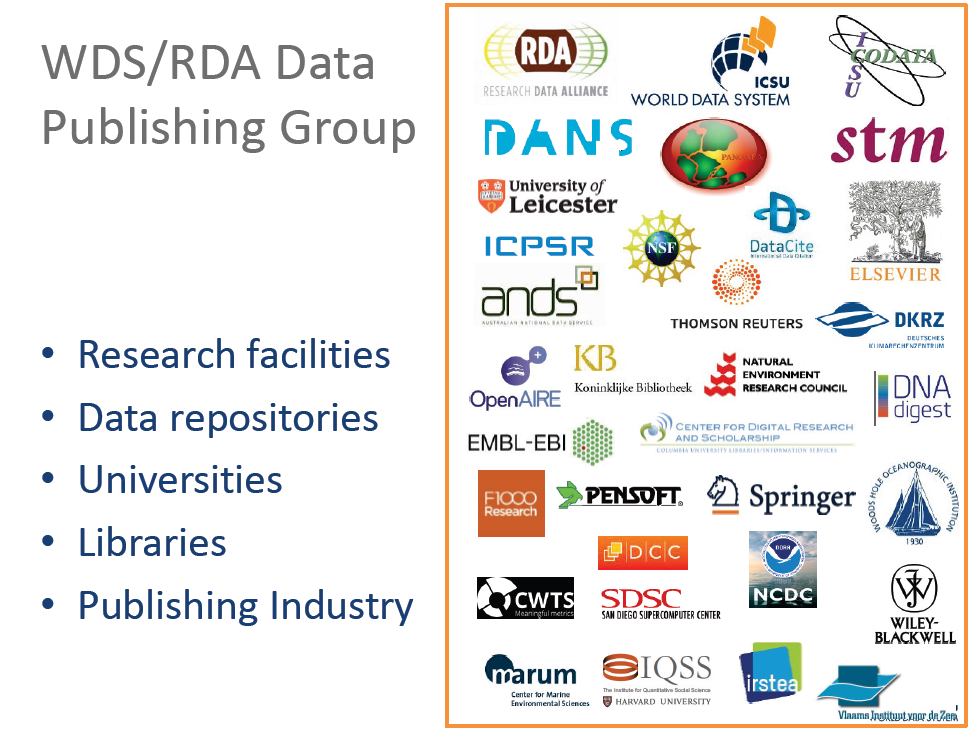 WDS/RDA Data
Publishing Group
• Research facilities
• Data repositories
• Universities
• Libraries
• Publishing Industry
RDA
RESEARCH DATA ALLIANCE
ICSU
WORLD DATA SYSTEM
ICSU
CODATA
DANS
PANGAEA
stm
University of
Leicester
ICPSR
NSF
DataCite
International Data Citation
ELSEVIER
ands
AUSTRALIAN NATIONAL DATA SERVICE
THOMSON REUTERS
DKRZ
DEUTSCHES
KLIMARECHENZENTRUM
OpenAIRE
KB
Koninklijke Bibliotheek
NATURAL
ENVIRONMENT
RESEARCH COUNCIL
DNA
digest
EMBL-EBI
CENTER FOR DIGITAL RESEARCH
AND SCHOLARSHIP
COLUMBIA UNIVERSITY LIBRARIES/INFORMATION SERVICES
F1000
Research
PENSOFT.
Springer
WOODS HOLE OCEANOGRAPHIC INSTITUTION
1930
DCC
NOAA
NCDC
CWTS
Meaningful metrics
SDSC
SAN DIEGO SUPERCOMPUTER CENTER
WILEY-
BLACKWELL
marum
Center for Marine
Environmental Sciences
IQSS
The Institute for Quantitative Social Science
HARVARD UNIVERSITY
irstea
Vlaams Instituut voor de Zee